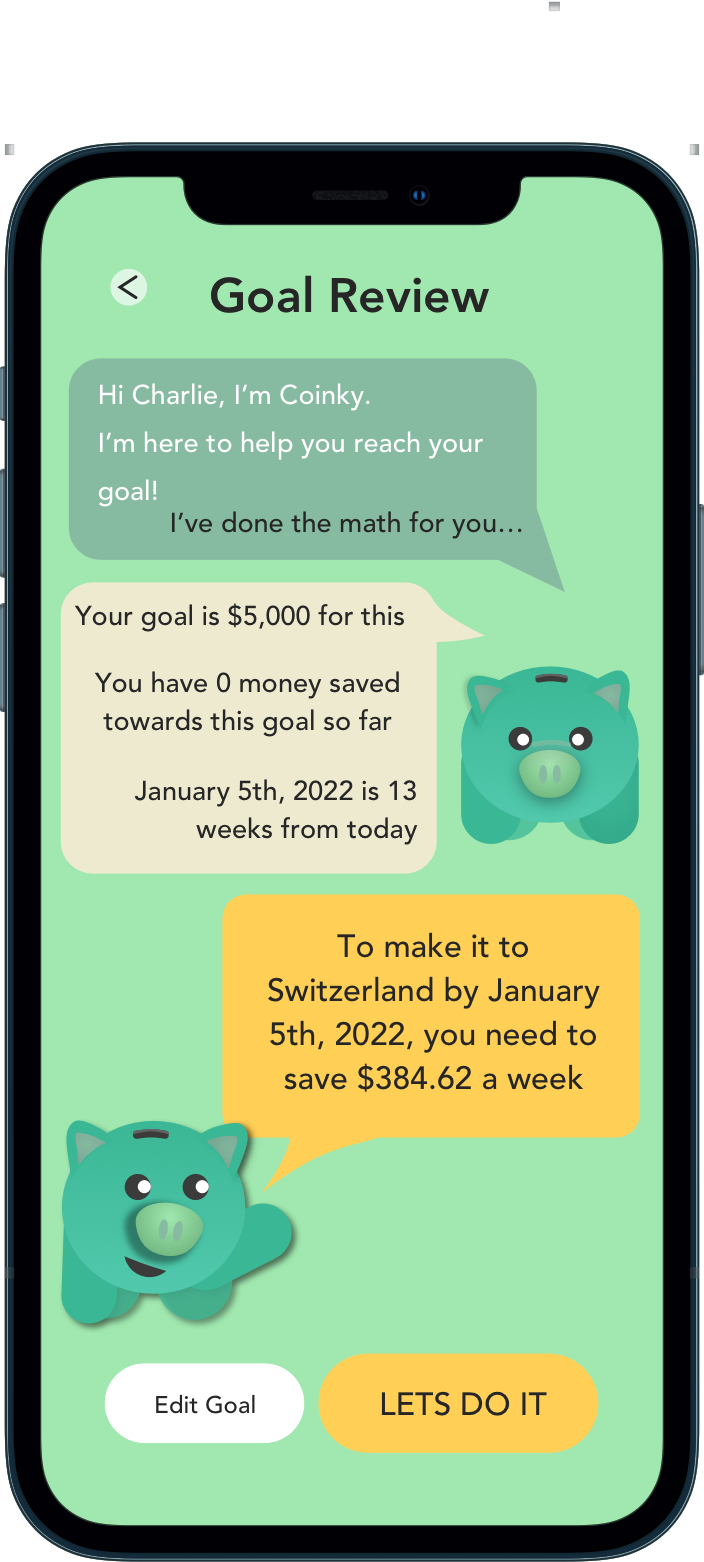 Goal Review
Hi Charlie, I’m Coinky.
I’m here to help you reach your
goal!
I’ve done the math for you...
Your goal is $5,000 for this
You have 0 money saved
towards this goal so far
January 5th, 2022 is 13
weeks from today
To make it to
Switzerland by January
5th, 2022, you need to
save $384.62 a week
Edit Goal
LETS DO IT